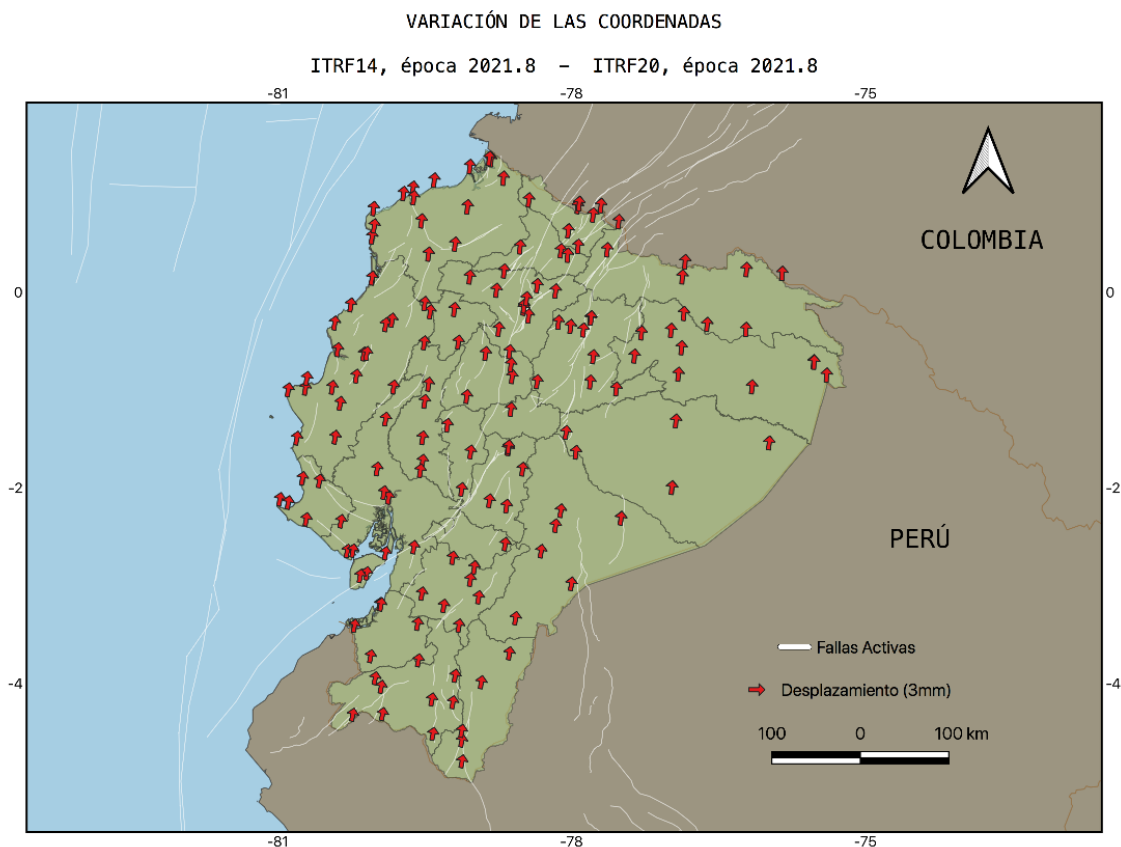 VARIACIÓN DE LAS COORDENADAS
ITRF14, época 2021.8 – ITRF20, época 2021.8
-81 -78 -75
COLOMBIA
0 0
-2 -2
PERÚ
Fallas Activas
-4 -4
Desplazamiento (3mm)
100 0 100 km
-81 -78 -75